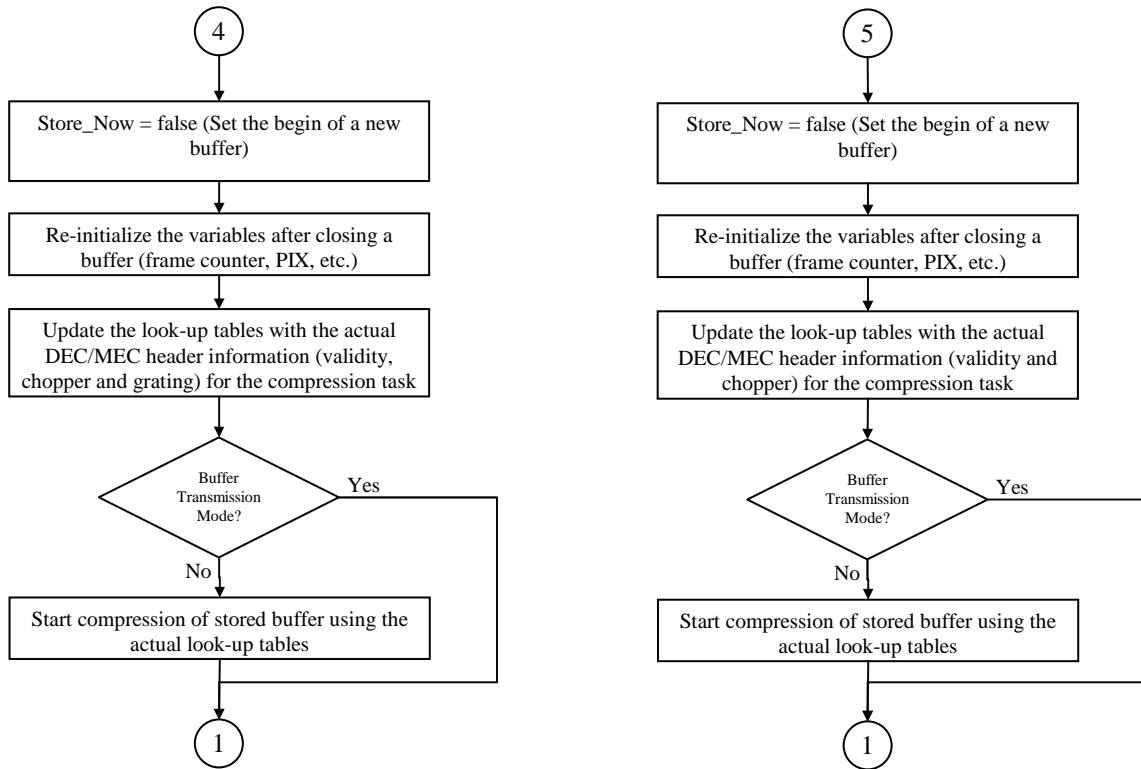 4
Store_Now = false (Set the begin of a new
buffer)
Re-initialize the variables after closing a
buffer (frame counter, PIX, etc.)
Update the look-up tables with the actual
DEC/MEC header information (validity,
chopper and grating) for the compression task
Buffer
Transmission
Mode?
Yes
No
Start compression of stored buffer using the
actual look-up tables
1
5
Store_Now = false (Set the begin of a new
buffer)
Re-initialize the variables after closing a
buffer (frame counter, PIX, etc.)
Update the look-up tables with the actual
DEC/MEC header information (validity and
chopper) for the compression task
Buffer
Transmission
Mode?
Yes
No
Start compression of stored buffer using the
actual look-up tables
1